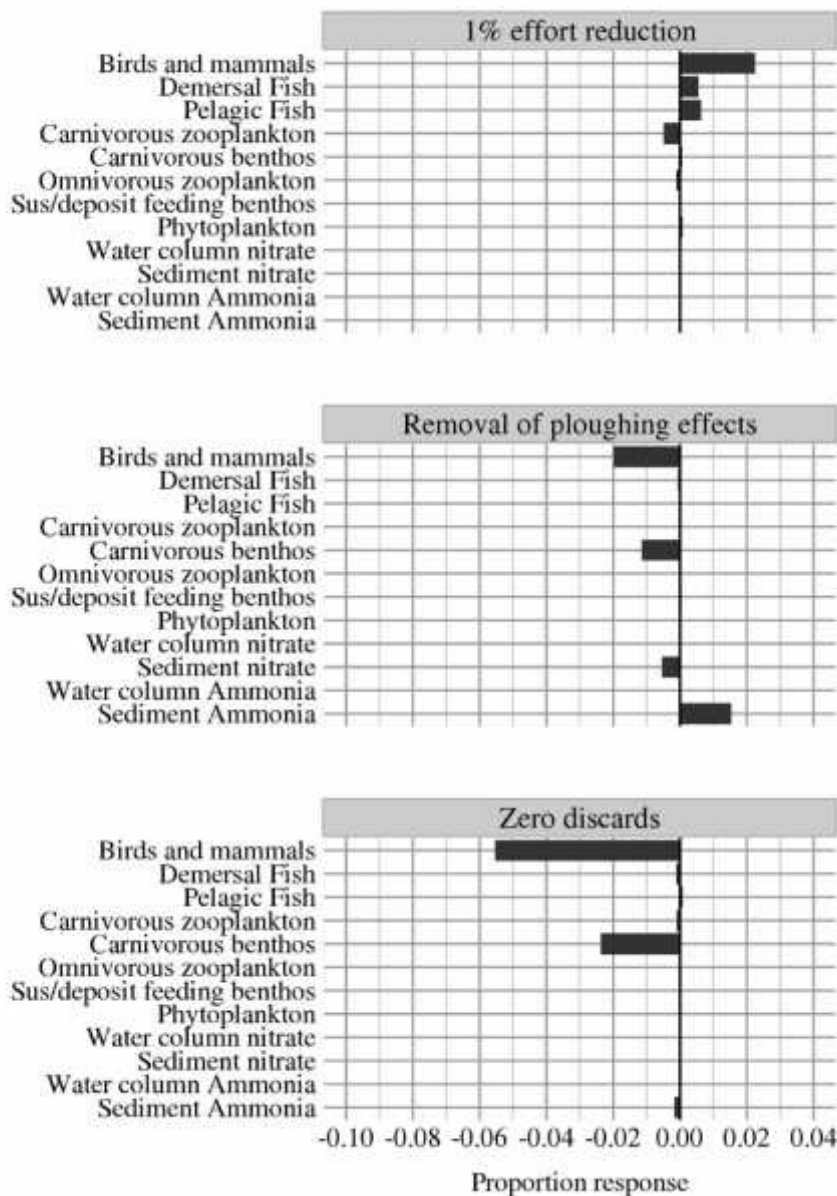 1% effort reduction
Birds and mammals
Demersal Fish
Pelagic Fish
Carnivorous zooplankton
Carnivorous benthos
Omnivorous zooplankton
Sus/deposit feeding benthos
Phytoplankton
Water column nitrate
Sediment nitrate
Water column Ammonia
Sediment Ammonia
Removal of ploughing effects
Birds and mammals
Demersal Fish
Pelagic Fish
Carnivorous zooplankton
Carnivorous benthos
Omnivorous zooplankton
Sus/deposit feeding benthos
Phytoplankton
Water column nitrate
Sediment nitrate
Water column Ammonia
Sediment Ammonia
Zero discards
Birds and mammals
Demersal Fish
Pelagic Fish
Carnivorous zooplankton
Carnivorous benthos
Omnivorous zooplankton
Sus/deposit feeding benthos
Phytoplankton
Water column nitrate
Sediment nitrate
Water column Ammonia
Sediment Ammonia
-0.10 -0.08 -0.06 -0.04 -0.02 0.00 0.02 0.04
Proportion response